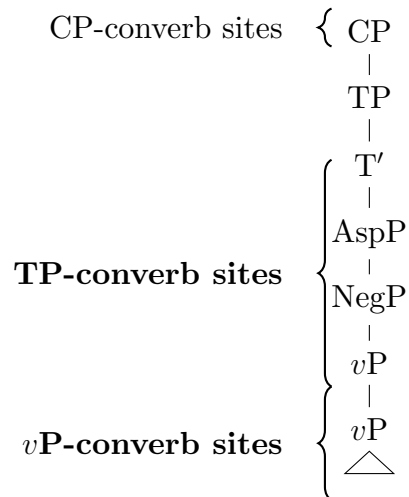 CP-converb sites { CP
TP
T′
AspP
TP-converb sites {
NegP
vP
vP-converb sites { vP